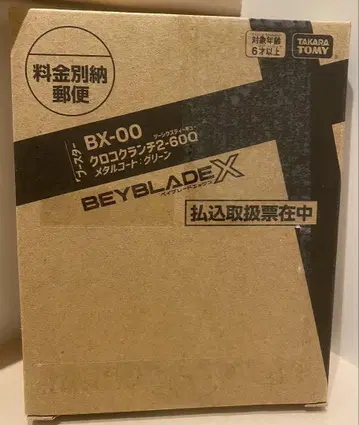 対象年齢
6才以上
TAKARA
TOMY
料金別納
郵便
ブースター
BX-00
クロコクランチ2-60Q
メタルコート:グリーン
BEYBLADE X
ベイブレードエックス
払込取扱票在中